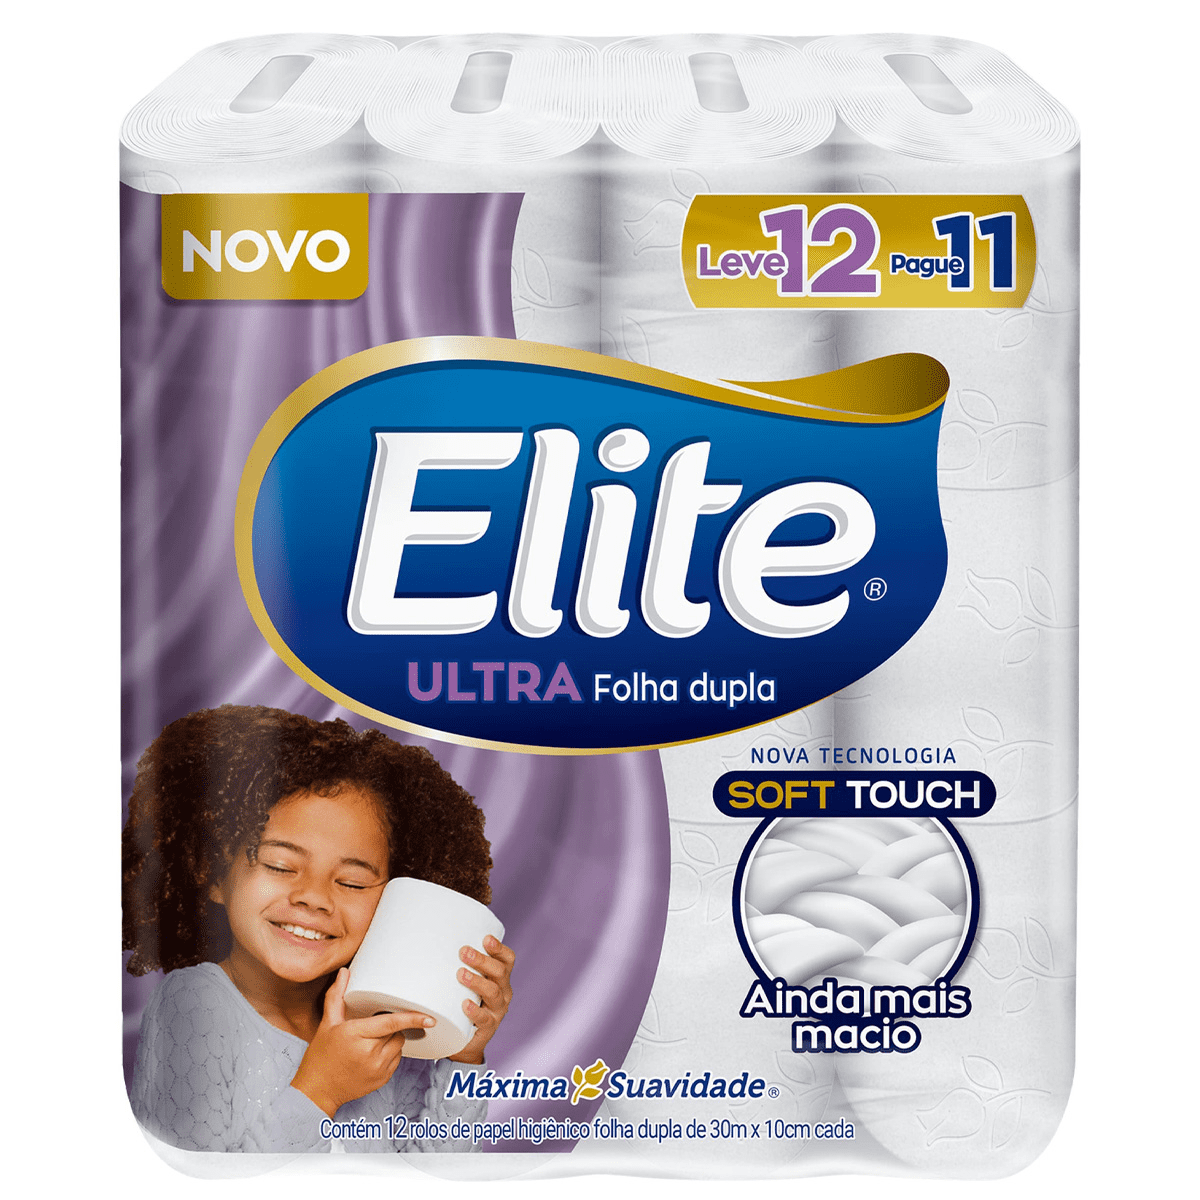 NOVO
Leve 12 Pague 11
Elite®
ULTRA Folha dupla
NOVA TECNOLOGIA
SOFT TOUCH
Ainda mais
macio
Máxima Suavidade®
Contém 12 rolos de papel higiênico folha dupla de 30m x 10cm cada